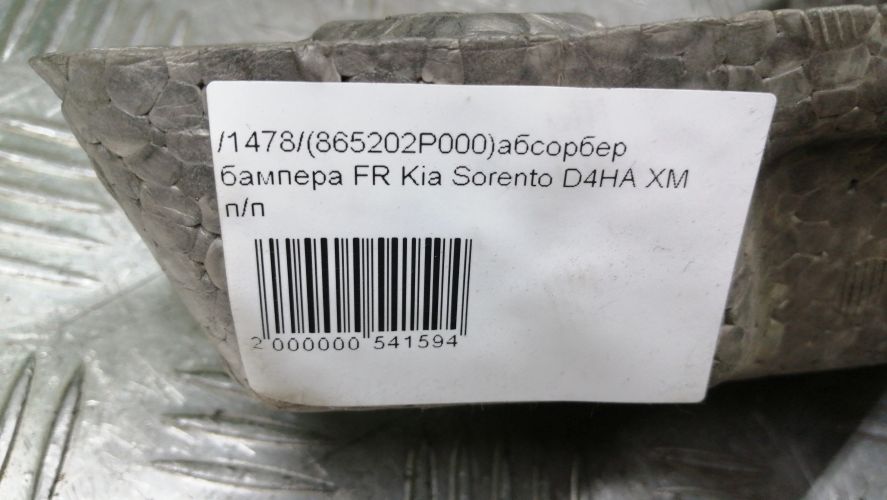 /1478/(865202P000)абсорбер
бампера FR Kia Sorento D4HA XM
п/п
2 000000 541594